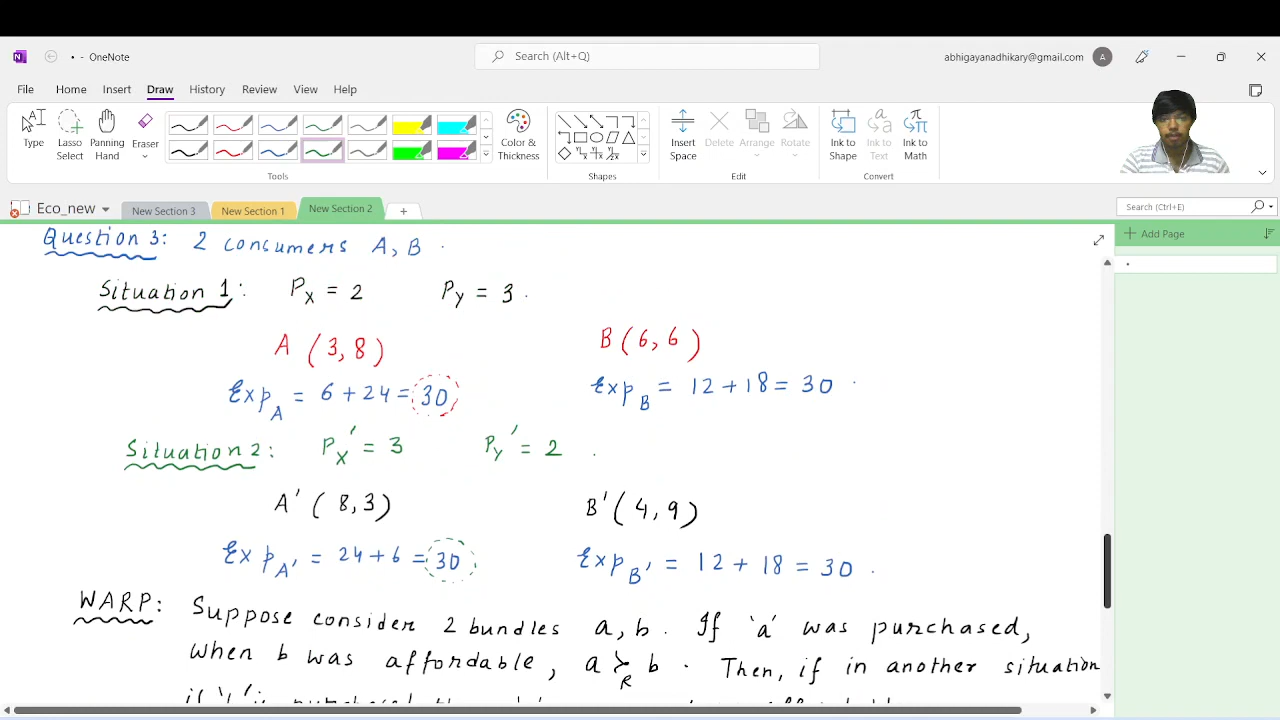 OneNote
Search (Alt+Q)
abhigayanadhikary@gmail.com
A
File Home Insert Draw History Review View Help
Type
Lasso Select
Panning Hand
Eraser
Color & Thickness
Insert Space
Delete
Arrange
Rotate
Ink to Shape
Ink to Text
Ink to Math
Tools
Shapes
Edit
Convert
Eco_new
New Section 3
New Section 1
New Section 2
+
Search (Ctrl+E)
+ Add Page
Question 3: 2 consumers A, B.
Situation 1: Px = 2 Py = 3.
A (3, 8) B (6, 6)
ExpA = 6 + 24 = 30 ExpB = 12 + 18 = 30.
Situation 2: Px' = 3 Py' = 2.
A' (8, 3) B' (4, 9)
ExpA' = 24 + 6 = 30 ExpB' = 12 + 18 = 30.
WARP: Suppose consider 2 bundles a, b. If 'a' was purchased,
when b was affordable, a ≻R b. Then, if in another situation